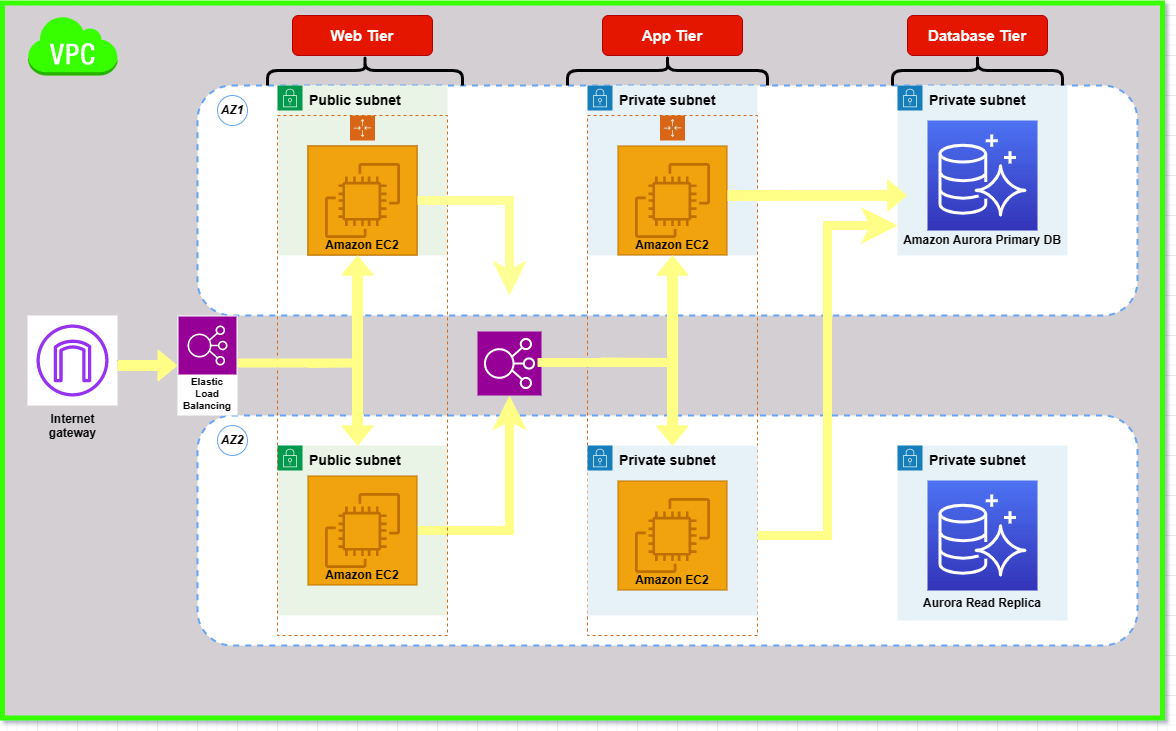 VPC
Web Tier
App Tier
Database Tier
AZ1
Public subnet
Private subnet
Private subnet
Amazon EC2
Amazon EC2
Amazon Aurora Primary DB
Elastic
Load
Balancing
Internet
gateway
AZ2
Public subnet
Private subnet
Private subnet
Amazon EC2
Amazon EC2
Aurora Read Replica